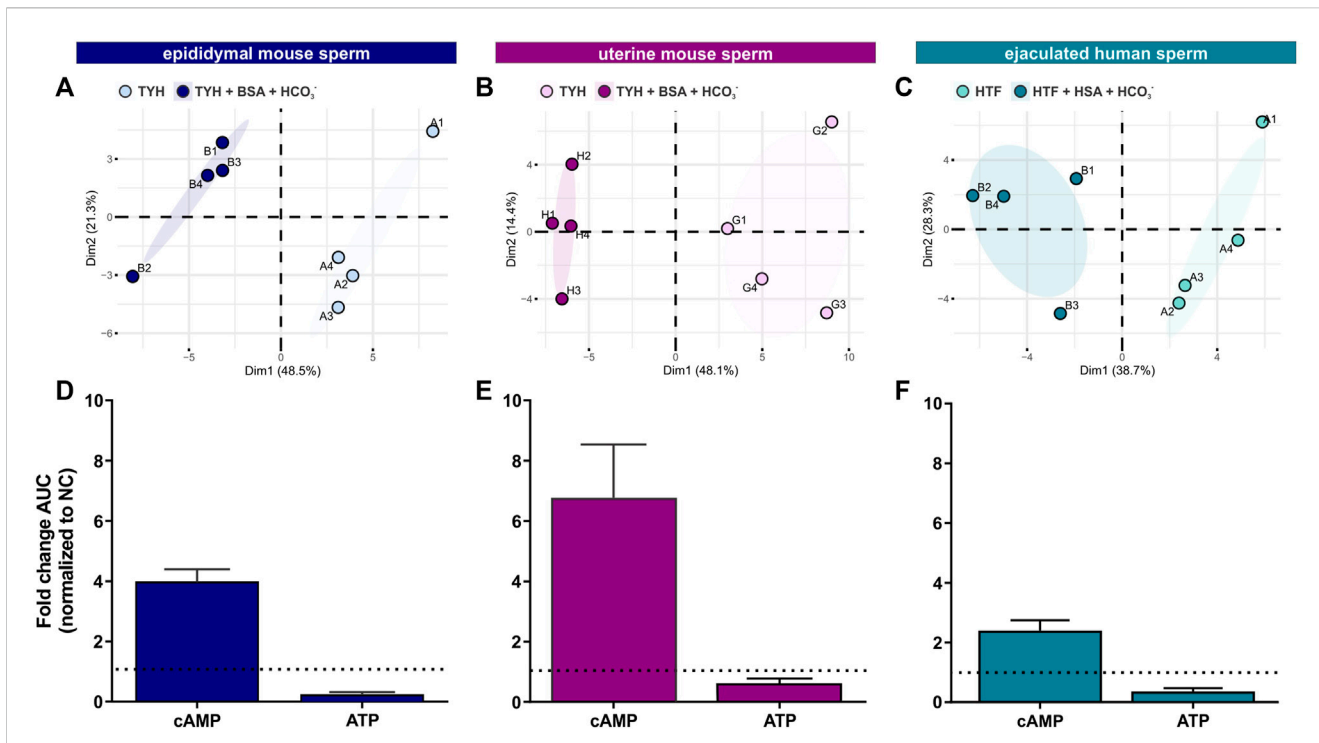 epididymal mouse sperm
uterine mouse sperm
ejaculated human sperm
A
TYH
TYH + BSA + HCO₃⁻
B
TYH
TYH + BSA + HCO₃⁻
C
HTF
HTF + HSA + HCO₃⁻
Dim2 (21.3%)
3
0
−3
−6
A1
B1
B3
B4
B2
A4
A2
A3
−5
0
5
Dim1 (48.5%)
Dim2 (14.4%)
4
0
−4
G2
H2
H1
H4
G1
G4
H3
G3
−5
0
5
10
Dim1 (48.1%)
Dim2 (28.3%)
4
0
−4
A1
B1
B2
B4
A4
A3
A2
B3
−4
0
4
Dim1 (38.7%)
D
Fold change AUC
(normalized to NC)
10
8
6
4
2
0
cAMP
ATP
E
10
8
6
4
2
0
cAMP
ATP
F
10
8
6
4
2
0
cAMP
ATP